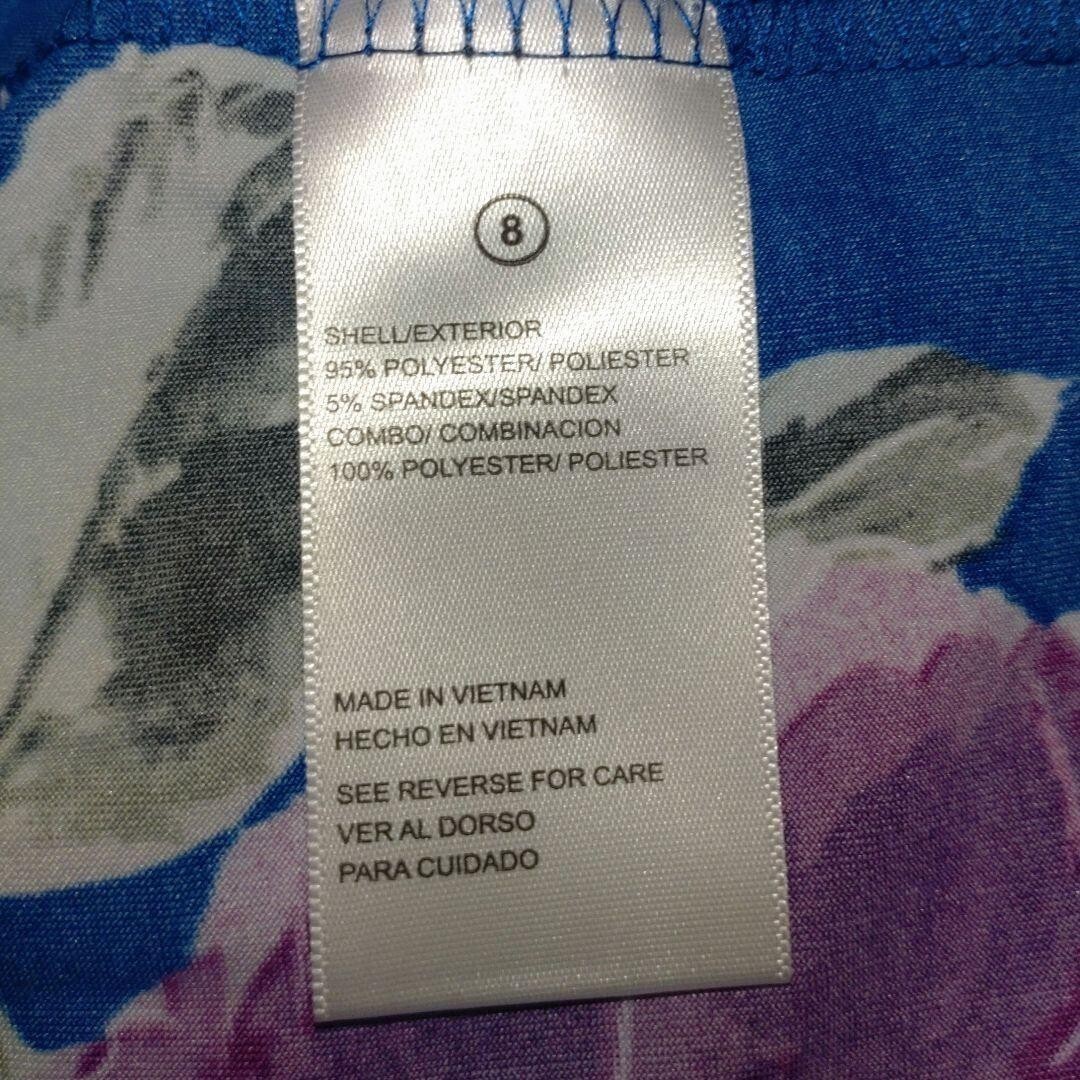 8
SHELL/EXTERIOR
95% POLYESTER/ POLIESTER
5% SPANDEX/SPANDEX
COMBO/ COMBINACION
100% POLYESTER/ POLIESTER
MADE IN VIETNAM
HECHO EN VIETNAM
SEE REVERSE FOR CARE
VER AL DORSO
PARA CUIDADO